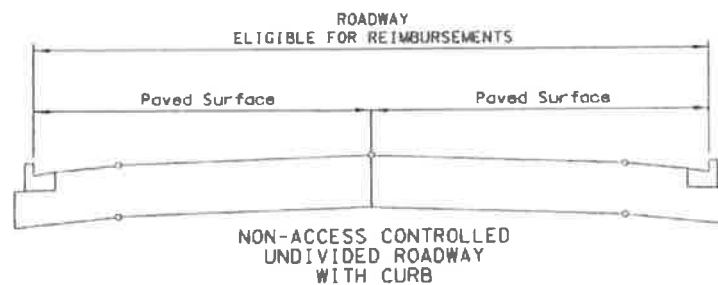 ROADWAY
ELIGIBLE FOR REIMBURSEMENTS
Paved Surface
Paved Surface
NON-ACCESS CONTROLLED
UNDIVIDED ROADWAY
WITH CURB